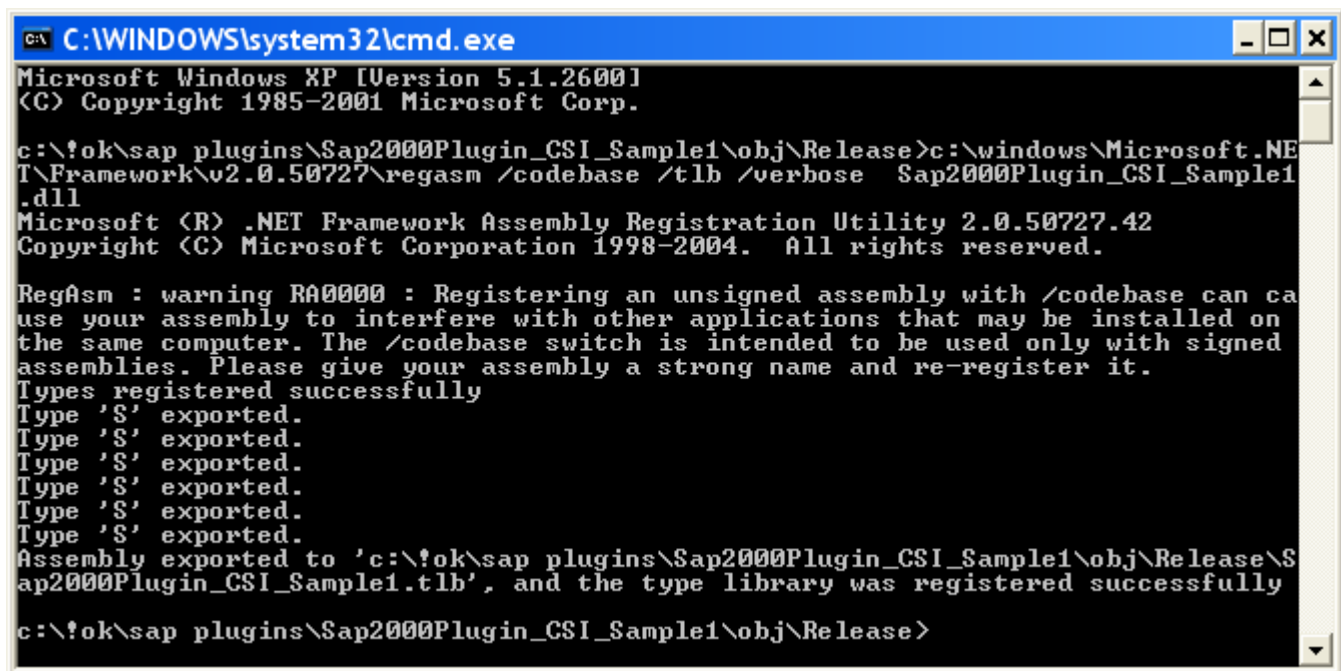 C:\WINDOWS\system32\cmd.exe
Microsoft Windows XP [Version 5.1.2600]
(C) Copyright 1985-2001 Microsoft Corp.
c:\!ok\sap plugins\Sap2000Plugin_CSI_Sample1\obj\Release>c:\windows\Microsoft.NE
T\Framework\v2.0.50727\regasm /codebase /tlb /verbose  Sap2000Plugin_CSI_Sample1
.dll
Microsoft (R) .NET Framework Assembly Registration Utility 2.0.50727.42
Copyright (C) Microsoft Corporation 1998-2004.  All rights reserved.
RegAsm : warning RA0000 : Registering an unsigned assembly with /codebase can ca
use your assembly to interfere with other applications that may be installed on
the same computer. The /codebase switch is intended to be used only with signed
assemblies. Please give your assembly a strong name and re-register it.
Types registered successfully
Type 'S' exported.
Type 'S' exported.
Type 'S' exported.
Type 'S' exported.
Type 'S' exported.
Type 'S' exported.
Assembly exported to 'c:\!ok\sap plugins\Sap2000Plugin_CSI_Sample1\obj\Release\S
ap2000Plugin_CSI_Sample1.tlb', and the type library was registered successfully
c:\!ok\sap plugins\Sap2000Plugin_CSI_Sample1\obj\Release>